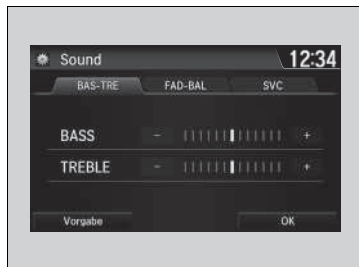 Sound 12:34
BAS-TRE FAD-BAL SVC
BASS - +
TREBLE - +
Vorgabe OK